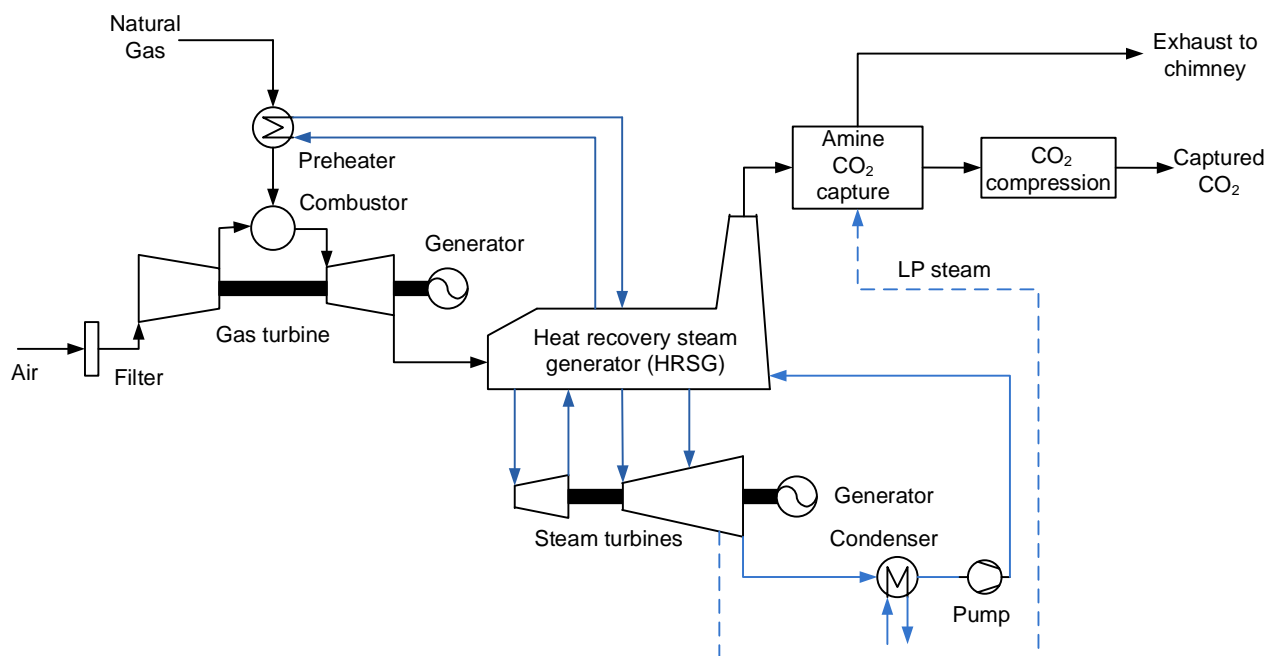 Natural
Gas
Exhaust to
chimney
Preheater
Amine
CO₂
capture
CO₂
compression
Captured
CO₂
Combustor
Generator
LP steam
Gas turbine
Heat recovery steam
generator (HRSG)
Air
Filter
Generator
Steam turbines
Condenser
Pump